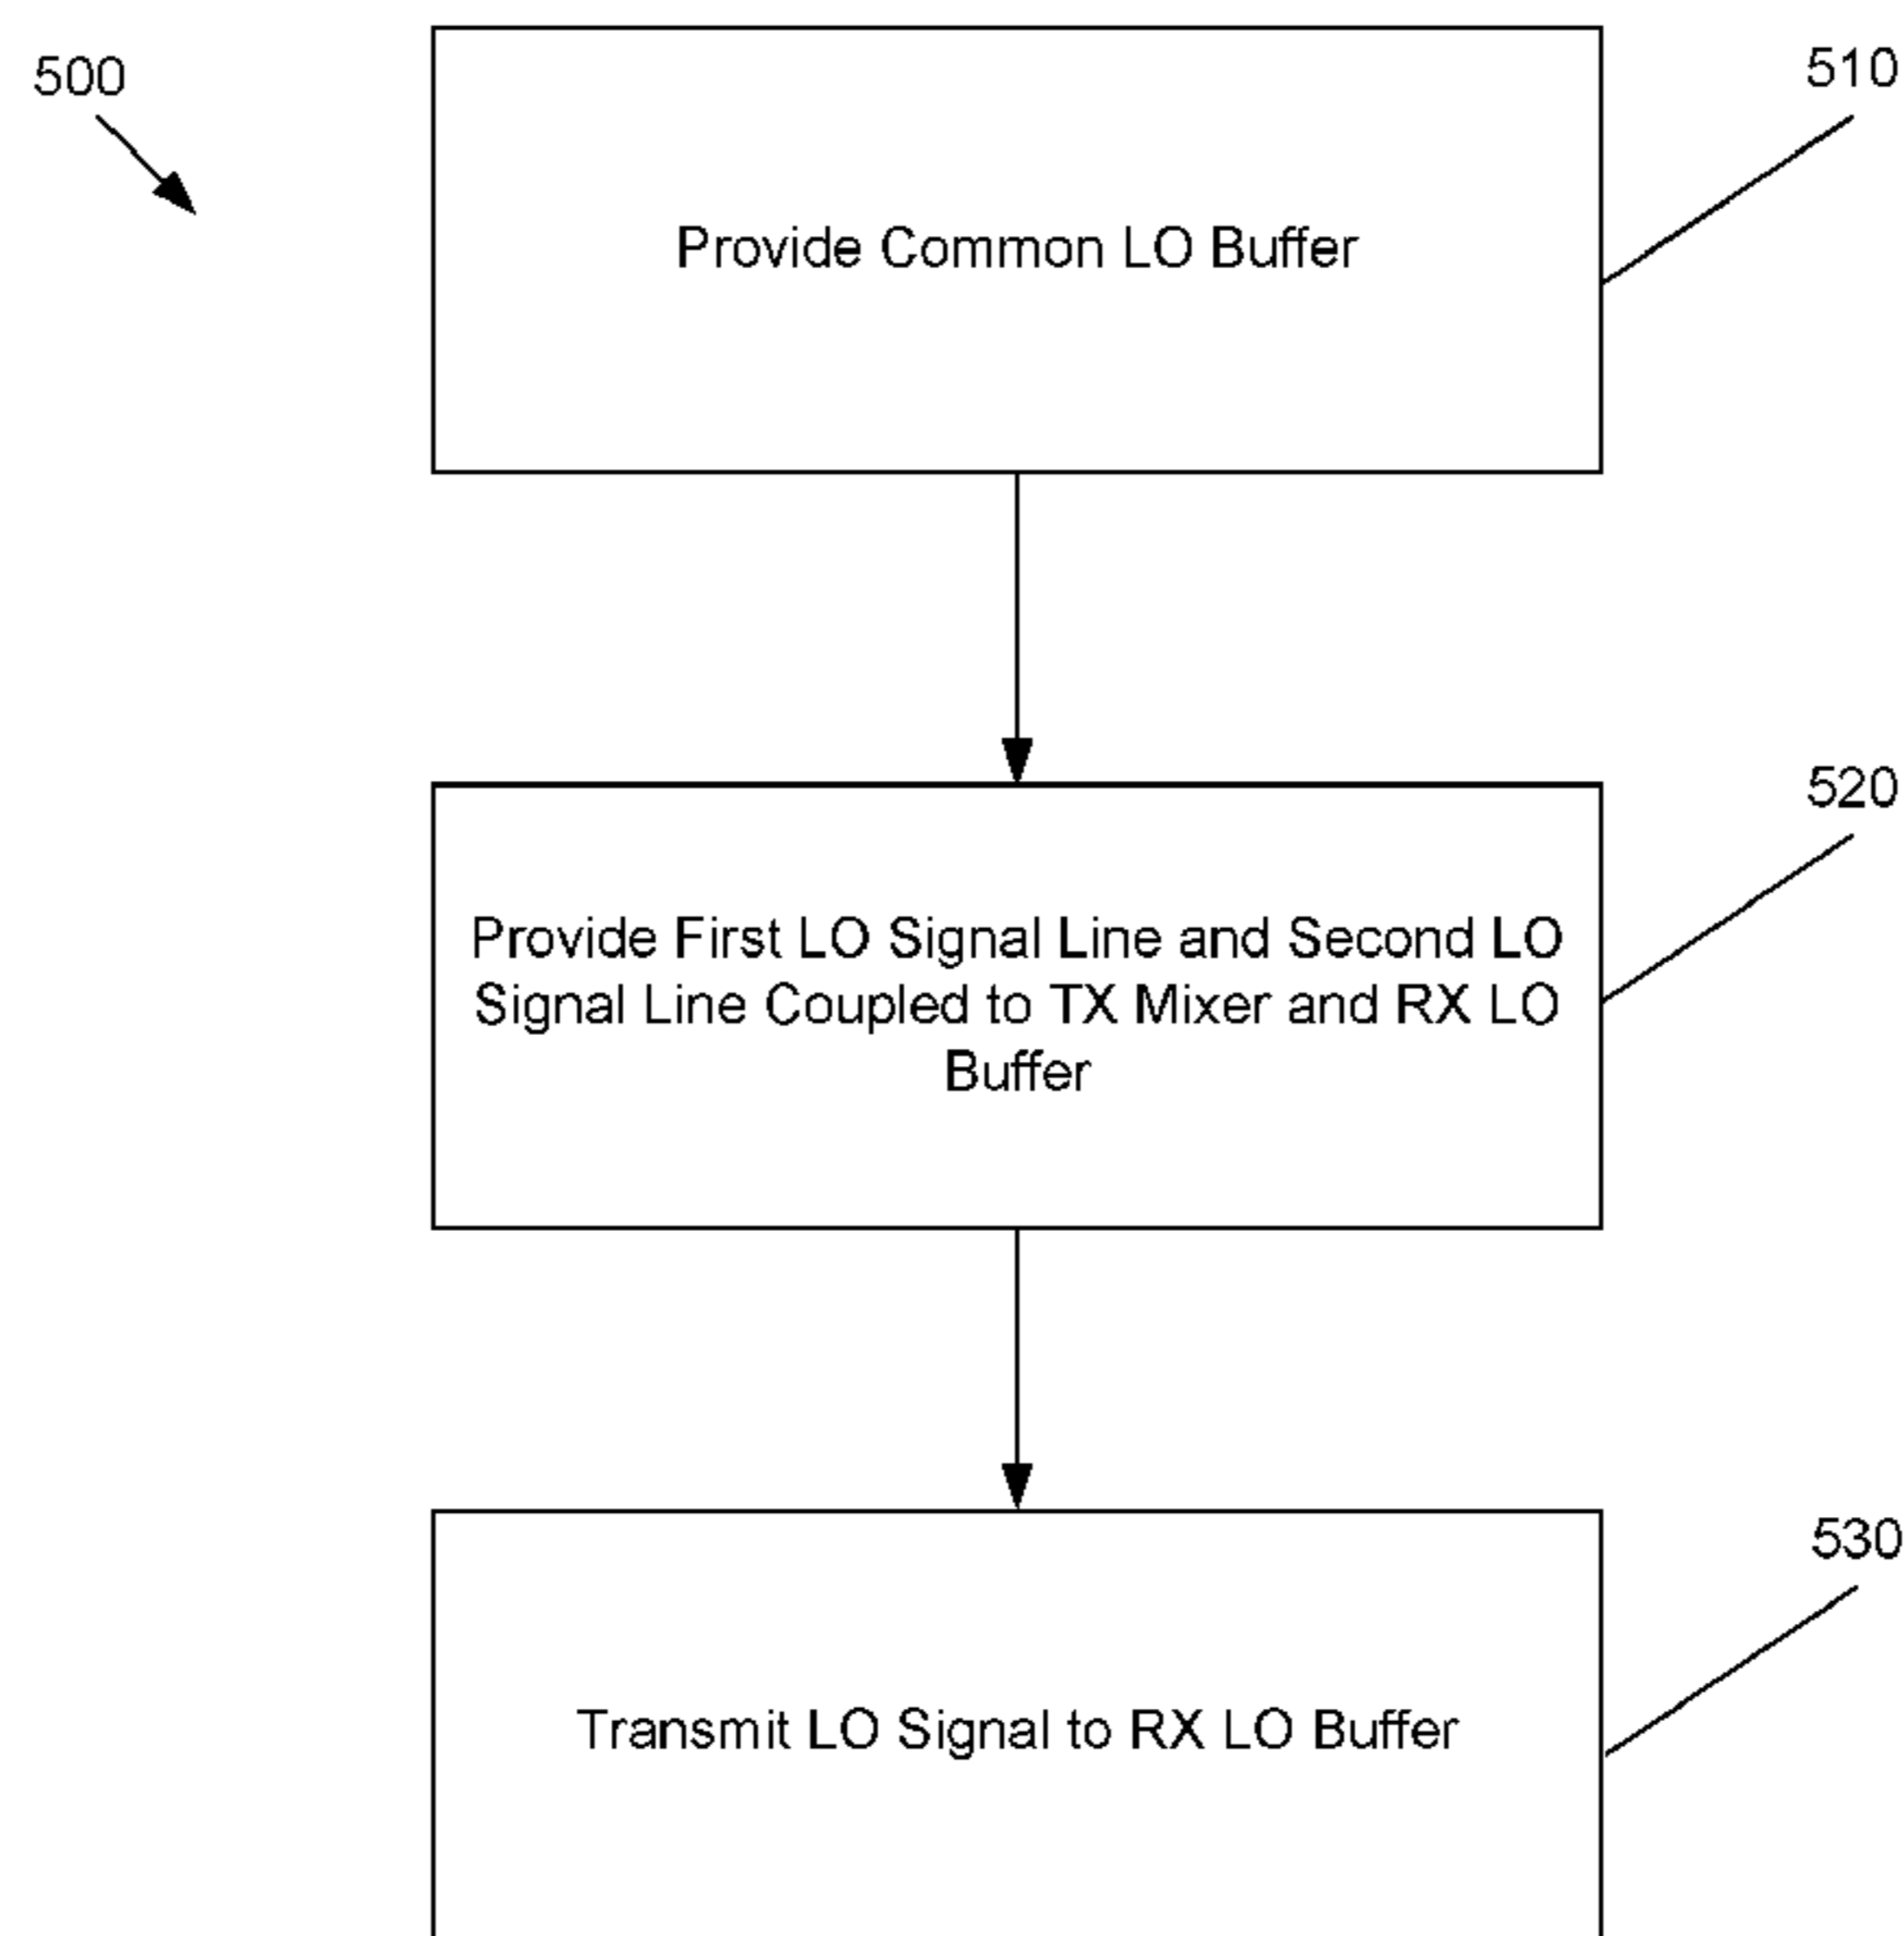 500
510
Provide Common LO Buffer
520
Provide First LO Signal Line and Second LO
Signal Line Coupled to TX Mixer and RX LO
Buffer
530
Transmit LO Signal to RX LO Buffer